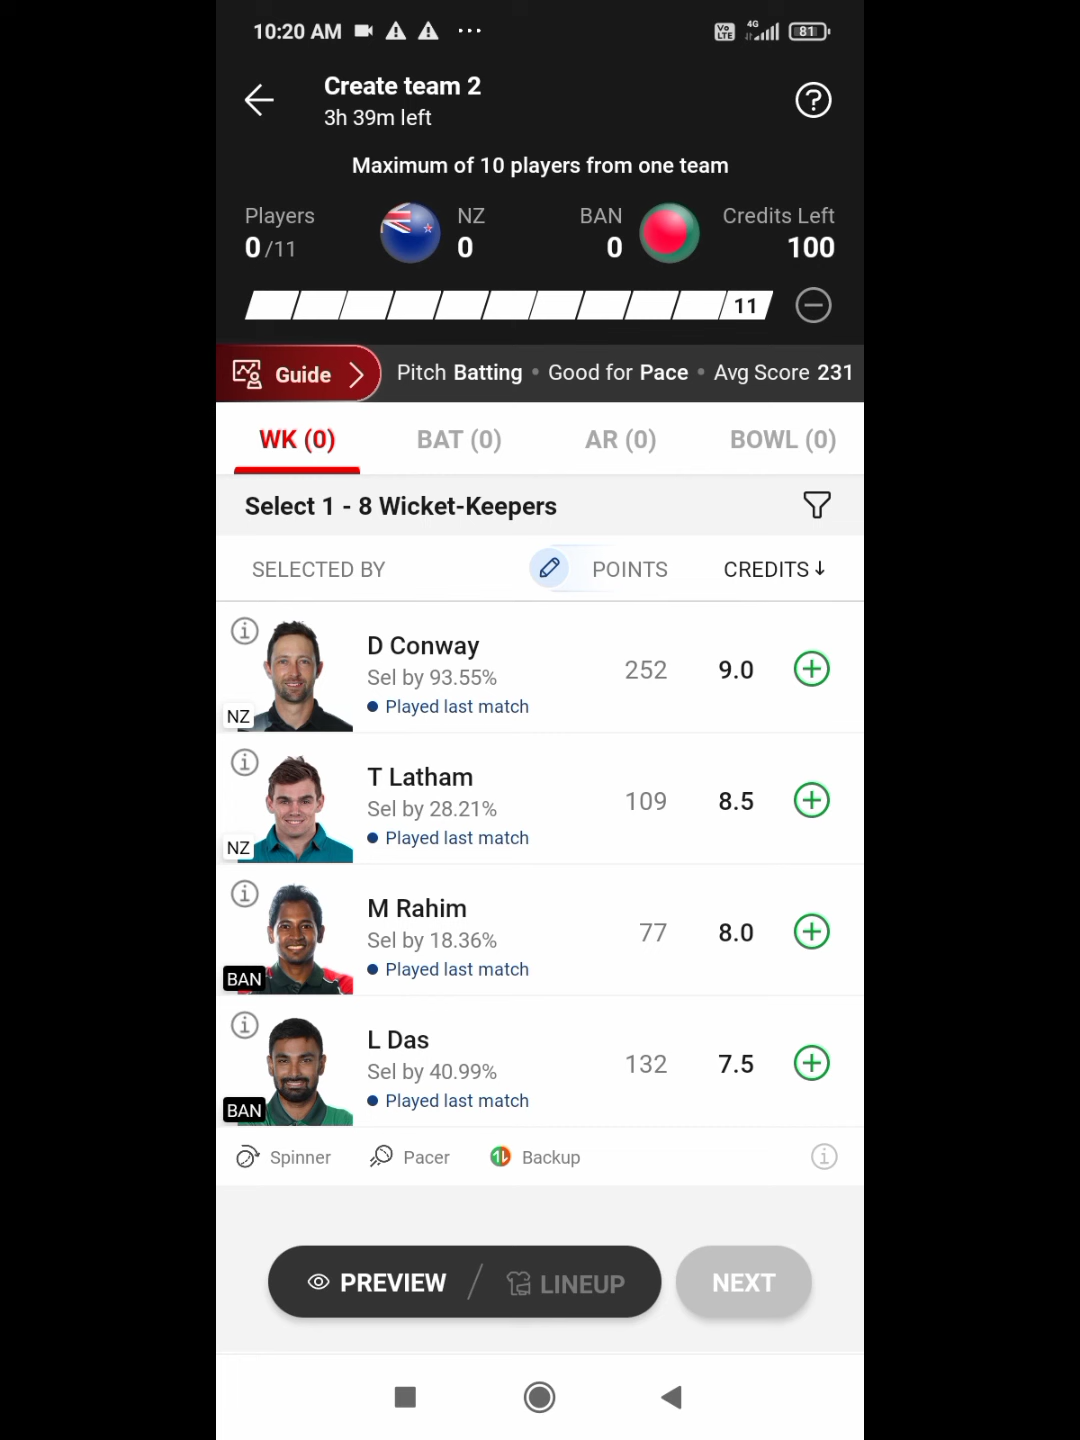 10:20 AM
Vo LTE 4G 81
Create team 2
3h 39m left
Maximum of 10 players from one team
Players NZ BAN Credits Left
0/11 0 0 100
11
Guide Pitch Batting • Good for Pace • Avg Score 231
WK (0) BAT (0) AR (0) BOWL (0)
Select 1 - 8 Wicket-Keepers
SELECTED BY POINTS CREDITS↓
D Conway
Sel by 93.55%
Played last match
NZ
252 9.0
T Latham
Sel by 28.21%
Played last match
NZ
109 8.5
M Rahim
Sel by 18.36%
Played last match
BAN
77 8.0
L Das
Sel by 40.99%
Played last match
BAN
132 7.5
Spinner Pacer Backup
PREVIEW / LINEUP NEXT